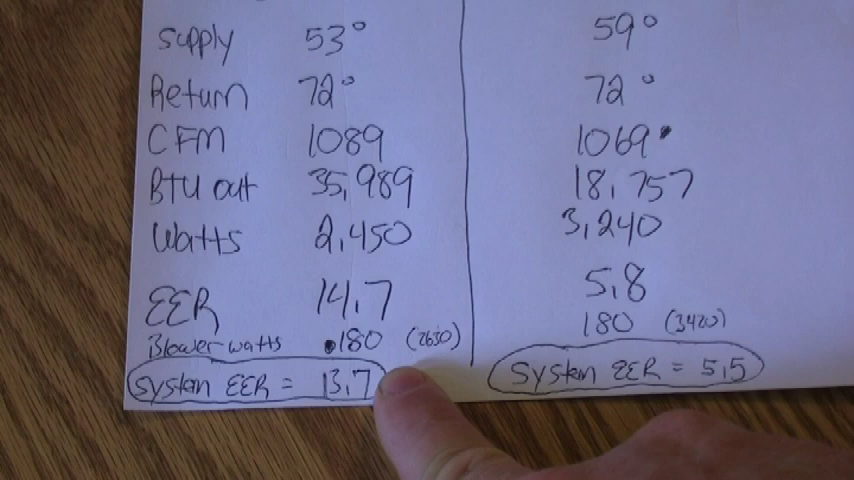 Supply 53° 59°
Return 72° 72°
CFM 1089 1069
BTU out 35,989 18,757
Watts 2,450 3,240
EER 14.7 5.8
Blower watts .180 (2630) 180 (3420)
System EER = 13.7 System EER = 5.5